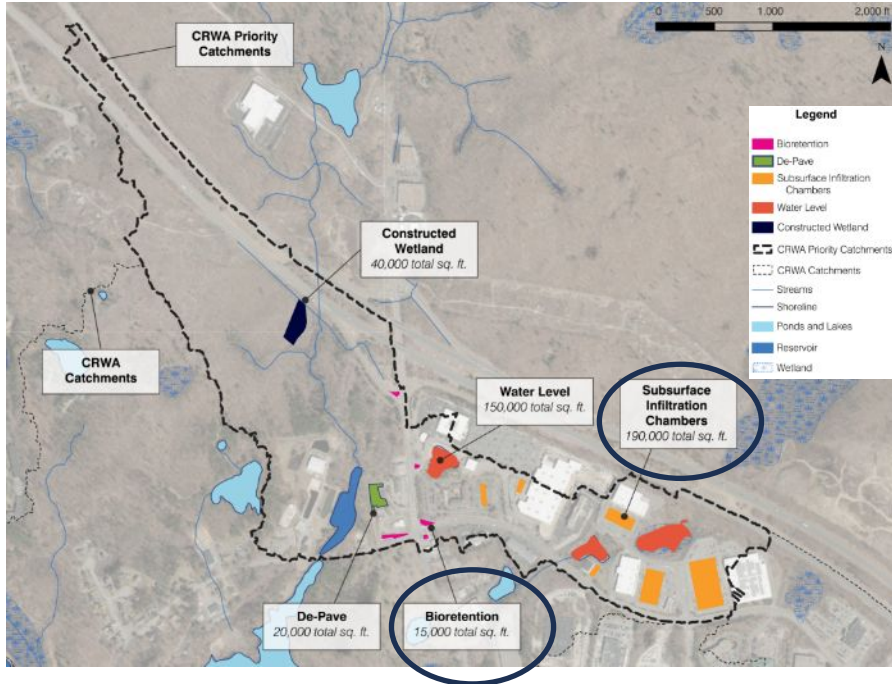 CRWA Priority
Catchments
0 500 1.000 2,000 ft
N
Legend
Bioretention
De-Pave
Subsurface Infiltration
Chambers
Water Level
Constructed Wetland
CRWA Priority Catchments
CRWA Catchments
Streams
Shoreline
Ponds and Lakes
Reservoir
Wetland
Constructed
Wetland
40,000 total sq. ft.
CRWA
Catchments
Water Level
150,000 total sq. ft.
Subsurface
Infiltration
Chambers
190,000 total sq. ft.
De-Pave
20,000 total sq. ft.
Bioretention
15,000 total sq. ft.